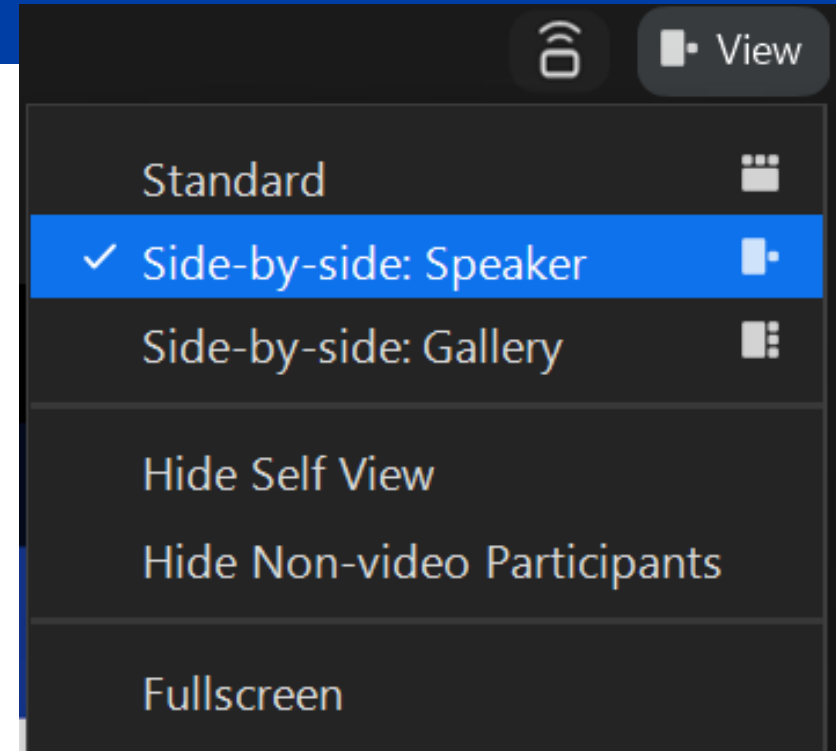 View
Standard
Side-by-side: Speaker
Side-by-side: Gallery
Hide Self View
Hide Non-video Participants
Fullscreen